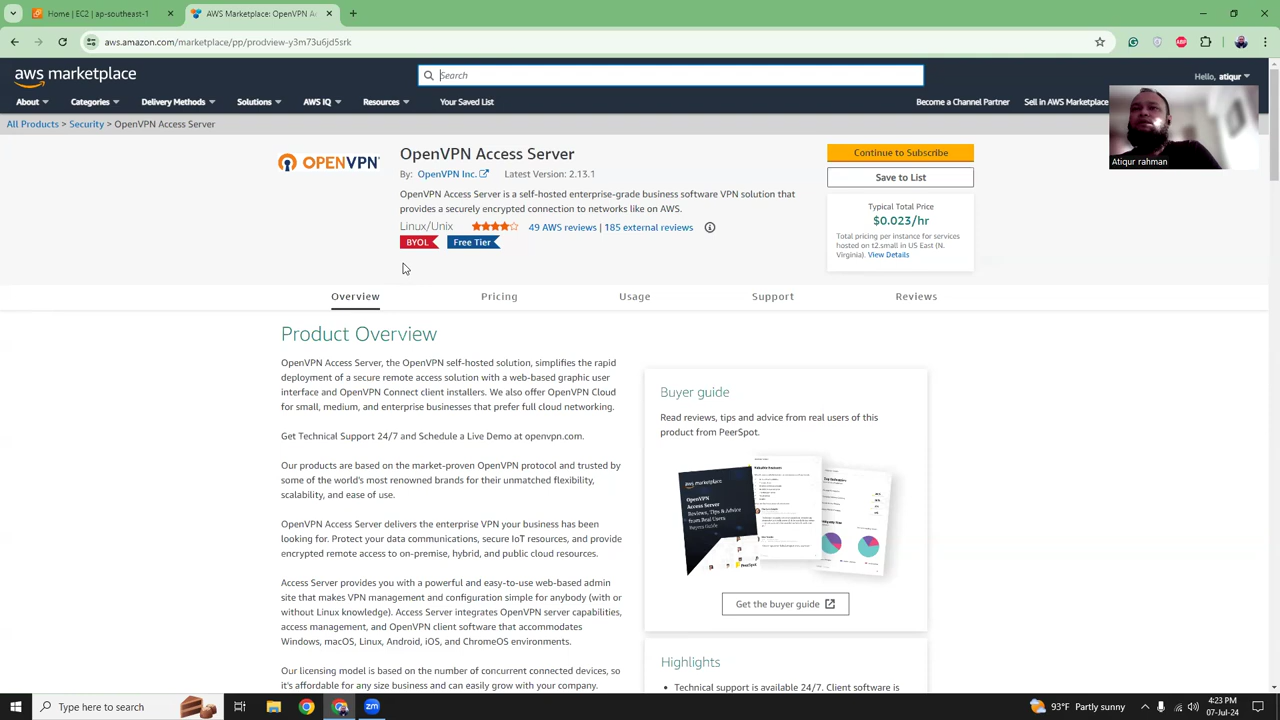 Home | EC2 | ap-southeast-1
AWS Marketplace: OpenVPN Ac
aws.amazon.com/marketplace/pp/prodview-y3m73u6jd5rk
aws marketplace
Search
Hello, atiqur
About
Categories
Delivery Methods
Solutions
AWS IQ
Resources
Your Saved List
Become a Channel Partner
Sell in AWS Marketplace
Atiqur rahman
All Products > Security > OpenVPN Access Server
OPENVPN
OpenVPN Access Server
By: OpenVPN Inc. Latest Version: 2.13.1
OpenVPN Access Server is a self-hosted enterprise-grade business software VPN solution that
provides a securely encrypted connection to networks like on AWS.
Linux/Unix
49 AWS reviews | 185 external reviews
BYOL
Free Tier
Continue to Subscribe
Save to List
Typical Total Price
$0.023/hr
Total pricing per instance for services
hosted on t2.small in US East (N.
Virginia). View Details
Overview
Pricing
Usage
Support
Reviews
Product Overview
OpenVPN Access Server, the OpenVPN self-hosted solution, simplifies the rapid
deployment of a secure remote access solution with a web-based graphic user
interface and OpenVPN Connect client installers. We also offer OpenVPN Cloud
for small, medium, and enterprise businesses that prefer full cloud networking.
Get Technical Support 24/7 and Schedule a Live Demo at openvpn.com.
Our products are based on the market-proven OpenVPN protocol and trusted by
some of the world's most renowned brands for their unmatched flexibility,
scalability, and ease of use.
OpenVPN Access Server delivers the enterprise VPN your business has been
looking for. Protect your data communications, secure IoT resources, and provide
encrypted remote access to on-premise, hybrid, and public cloud resources.
Access Server provides you with a powerful and easy-to-use web-based admin
site that makes VPN management and configuration simple for anybody (with or
without Linux knowledge). Access Server integrates OpenVPN server capabilities,
access management, and OpenVPN client software that accommodates
Windows, macOS, Linux, Android, iOS, and ChromeOS environments.
Our licensing model is based on the number of concurrent connected devices, so
it's affordable for any size business and can easily grow with your company.
Buyer guide
Read reviews, tips and advice from real users of this
product from PeerSpot.
aws marketplace
OpenVPN
Access Server
Reviews, Tips & Advice
from Real Users
Get the buyer guide
Highlights
Technical support is available 24/7. Client software is
Type here to search
93°F Partly sunny
4:23 PM
07-Jul-24